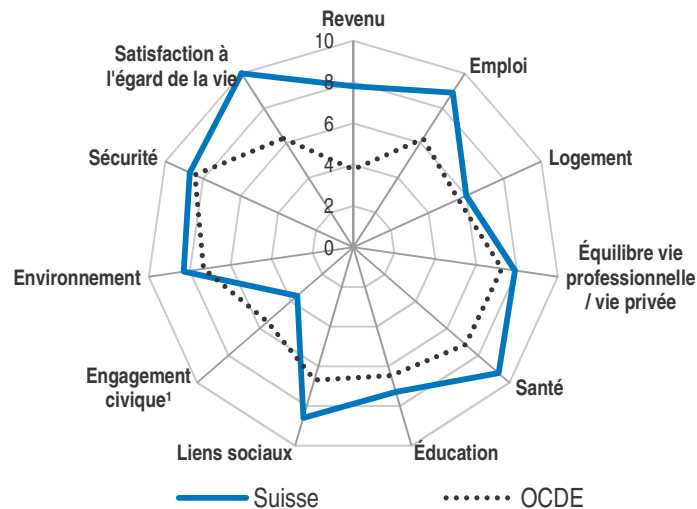 Revenu
10
8
6
4
2
0
Emploi
Logement
Équilibre vie
professionnelle
/ vie privée
Santé
Éducation
Liens sociaux
Engagement
civique¹
Environnement
Sécurité
Satisfaction à
l'égard de la vie
Suisse
OCDE